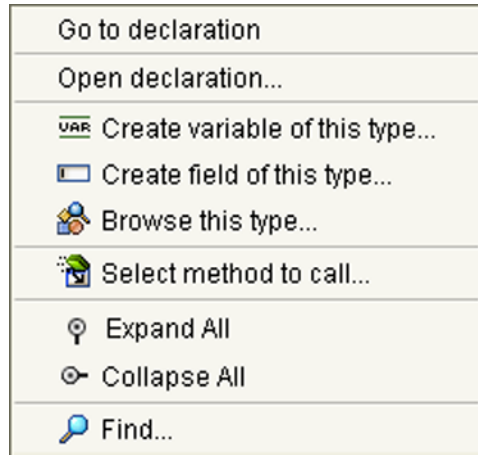 Go to declaration
Open declaration...
VAR Create variable of this type...
Create field of this type...
Browse this type...
Select method to call...
Expand All
Collapse All
Find...